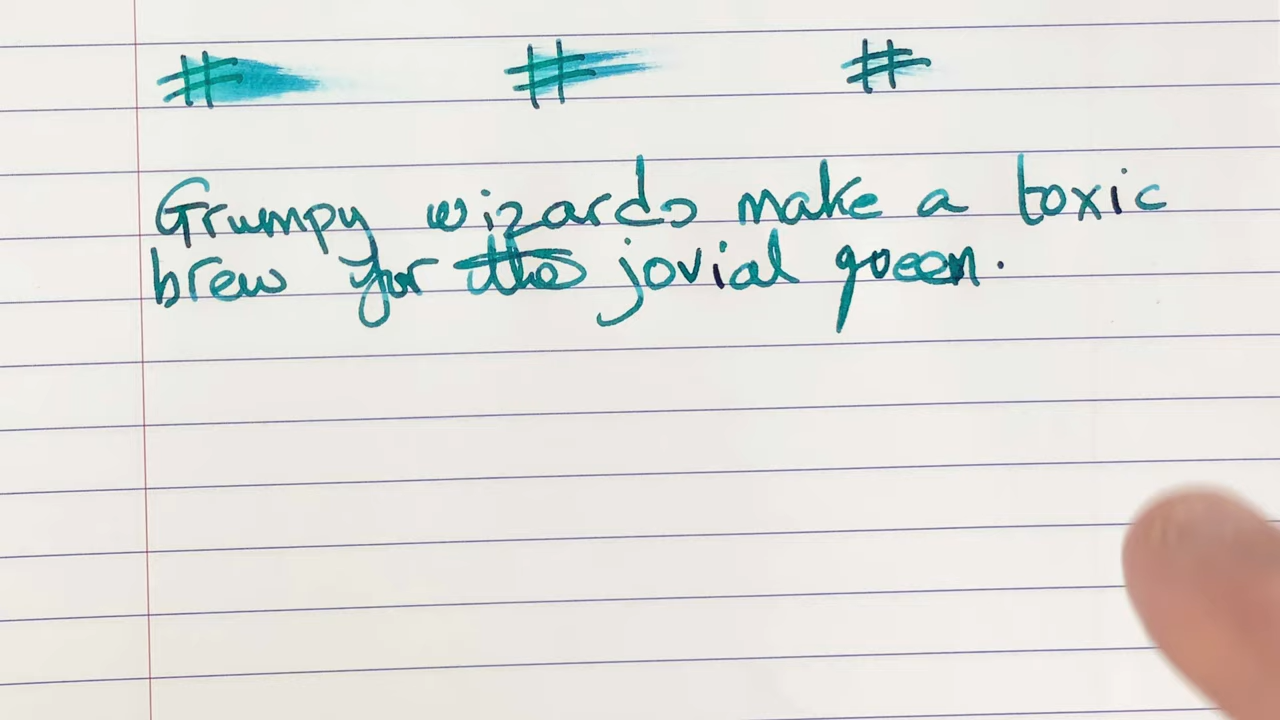 # # #
Grumpy wizards make a toxic
brew for the jovial queen.